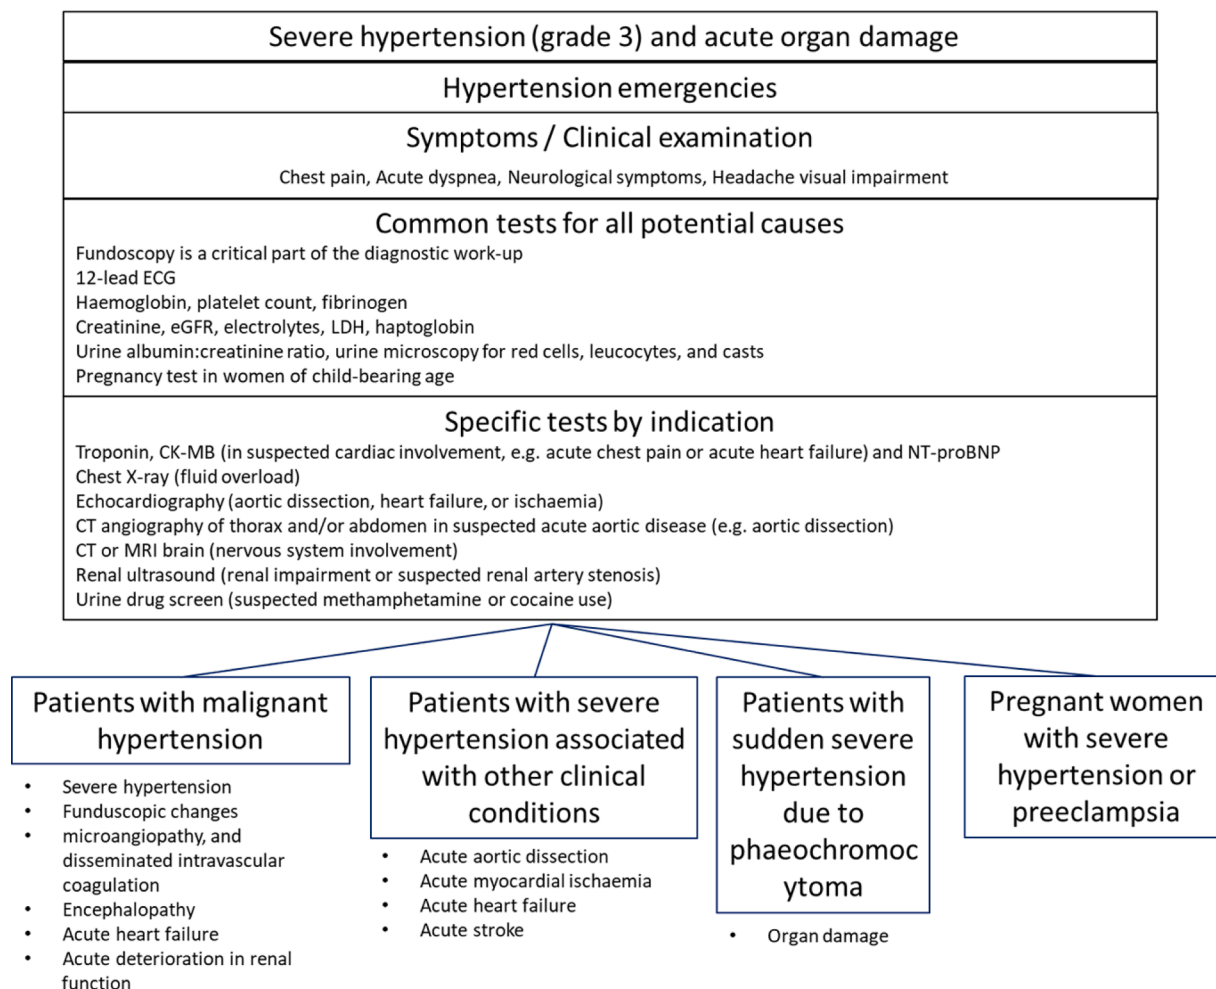 Severe hypertension (grade 3) and acute organ damage
Hypertension emergencies
Symptoms / Clinical examination
Chest pain, Acute dyspnea, Neurological symptoms, Headache visual impairment
Common tests for all potential causes
Fundoscopy is a critical part of the diagnostic work-up
12-lead ECG
Haemoglobin, platelet count, fibrinogen
Creatinine, eGFR, electrolytes, LDH, haptoglobin
Urine albumin:creatinine ratio, urine microscopy for red cells, leucocytes, and casts
Pregnancy test in women of child-bearing age
Specific tests by indication
Troponin, CK-MB (in suspected cardiac involvement, e.g. acute chest pain or acute heart failure) and NT-proBNP
Chest X-ray (fluid overload)
Echocardiography (aortic dissection, heart failure, or ischaemia)
CT angiography of thorax and/or abdomen in suspected acute aortic disease (e.g. aortic dissection)
CT or MRI brain (nervous system involvement)
Renal ultrasound (renal impairment or suspected renal artery stenosis)
Urine drug screen (suspected methamphetamine or cocaine use)
Patients with malignant
hypertension
• Severe hypertension
• Funduscopic changes
• microangiopathy, and
disseminated intravascular
coagulation
• Encephalopathy
• Acute heart failure
• Acute deterioration in renal
function
Patients with severe
hypertension associated
with other clinical
conditions
• Acute aortic dissection
• Acute myocardial ischaemia
• Acute heart failure
• Acute stroke
Patients with
sudden severe
hypertension
due to
phaeochromoc
ytoma
• Organ damage
Pregnant women
with severe
hypertension or
preeclampsia